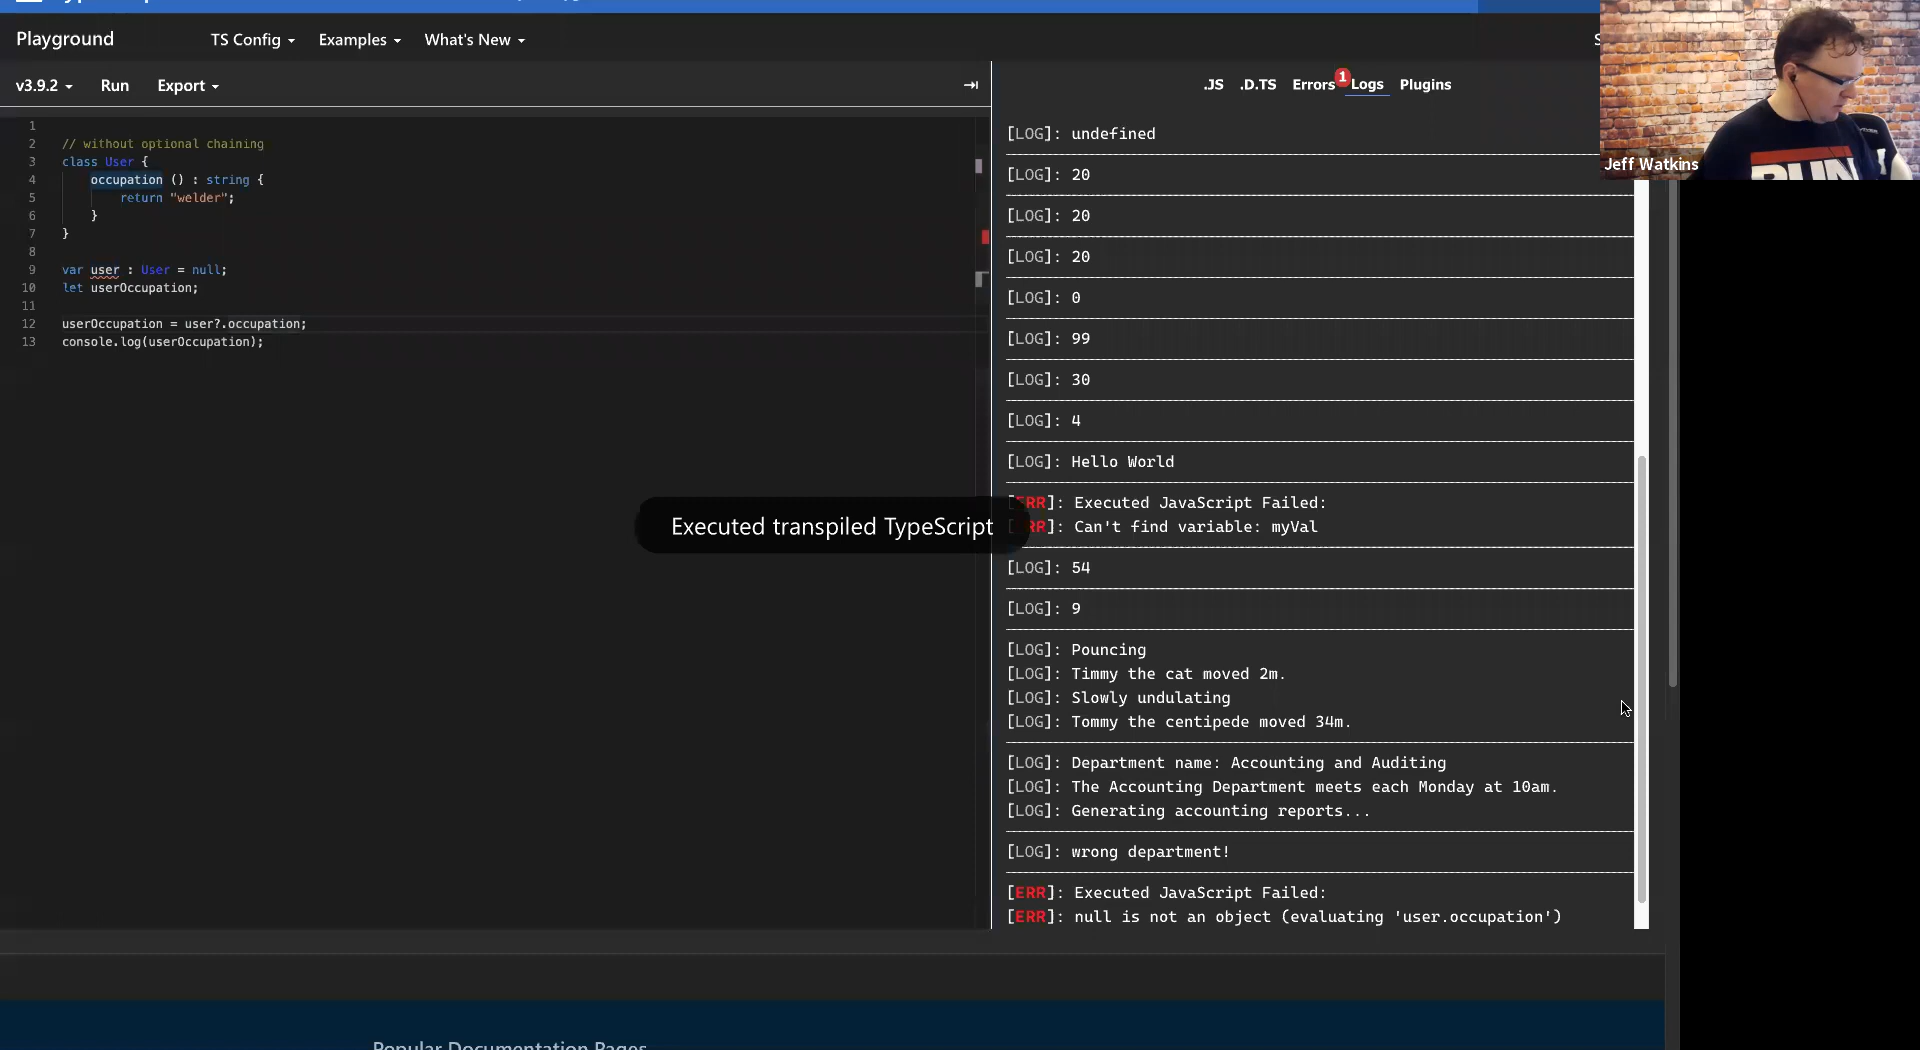 Playground
TS Config
Examples
What's New
v3.9.2
Run
Export
.JS
.D.TS
Errors
1
Logs
Plugins
Jeff Watkins
1
2 // without optional chaining
3 class User {
4 occupation () : string {
5 return "welder";
6 }
7 }
8
9 var user : User = null;
10 let userOccupation;
11
12 userOccupation = user?.occupation;
13 console.log(userOccupation);
Executed transpiled TypeScript
[LOG]: undefined
[LOG]: 20
[LOG]: 20
[LOG]: 20
[LOG]: 0
[LOG]: 99
[LOG]: 30
[LOG]: 4
[LOG]: Hello World
[ERR]: Executed JavaScript Failed:
[ERR]: Can't find variable: myVal
[LOG]: 54
[LOG]: 9
[LOG]: Pouncing
[LOG]: Timmy the cat moved 2m.
[LOG]: Slowly undulating
[LOG]: Tommy the centipede moved 34m.
[LOG]: Department name: Accounting and Auditing
[LOG]: The Accounting Department meets each Monday at 10am.
[LOG]: Generating accounting reports...
[LOG]: wrong department!
[ERR]: Executed JavaScript Failed:
[ERR]: null is not an object (evaluating 'user.occupation')
Popular Documentation Pages